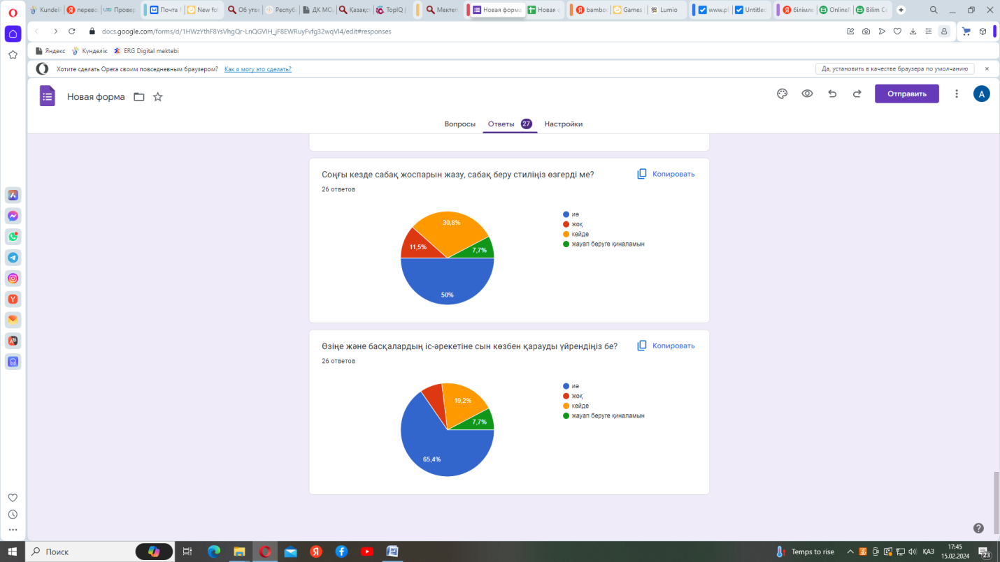 Kundel
перево
Провер
Почта
New fol
Об утве
Респуб.
ДК МО
Қазақст
TopIQ
Мектеп
Новая форма
Новая ф
bamboo
Games
Lumio
www.pl
Untitled
білімле
OnlineM
Bilim Ce
docs.google.com/forms/d/1HWzYthF8YsVhgQr-LnQGVIH_jF8EWRuyFvfg32wqVI4/edit#responses
Яндекс
Күнделік
ERG Digital mektebi
Хотите сделать Opera своим повседневным браузером? Как я могу это сделать?
Да, установить в качестве браузера по умолчанию
Новая форма
Отправить
A
Вопросы
Ответы 27
Настройки
Соңғы кезде сабақ жоспарын жазу, сабақ беру стиліңіз өзгерді ме?
Копировать
26 ответов
30,8%
11,5%
7,7%
50%
иә
жоқ
кейде
жауап беруге қиналамын
Өзіңе және басқалардың іс-әрекетіне сын көзбен қарауды үйрендіңіз бе?
Копировать
26 ответов
19,2%
7,7%
65,4%
иә
жоқ
кейде
жауап беруге қиналамын
Поиск
Temps to rise
ҚАЗ
17:45
15.02.2024
23